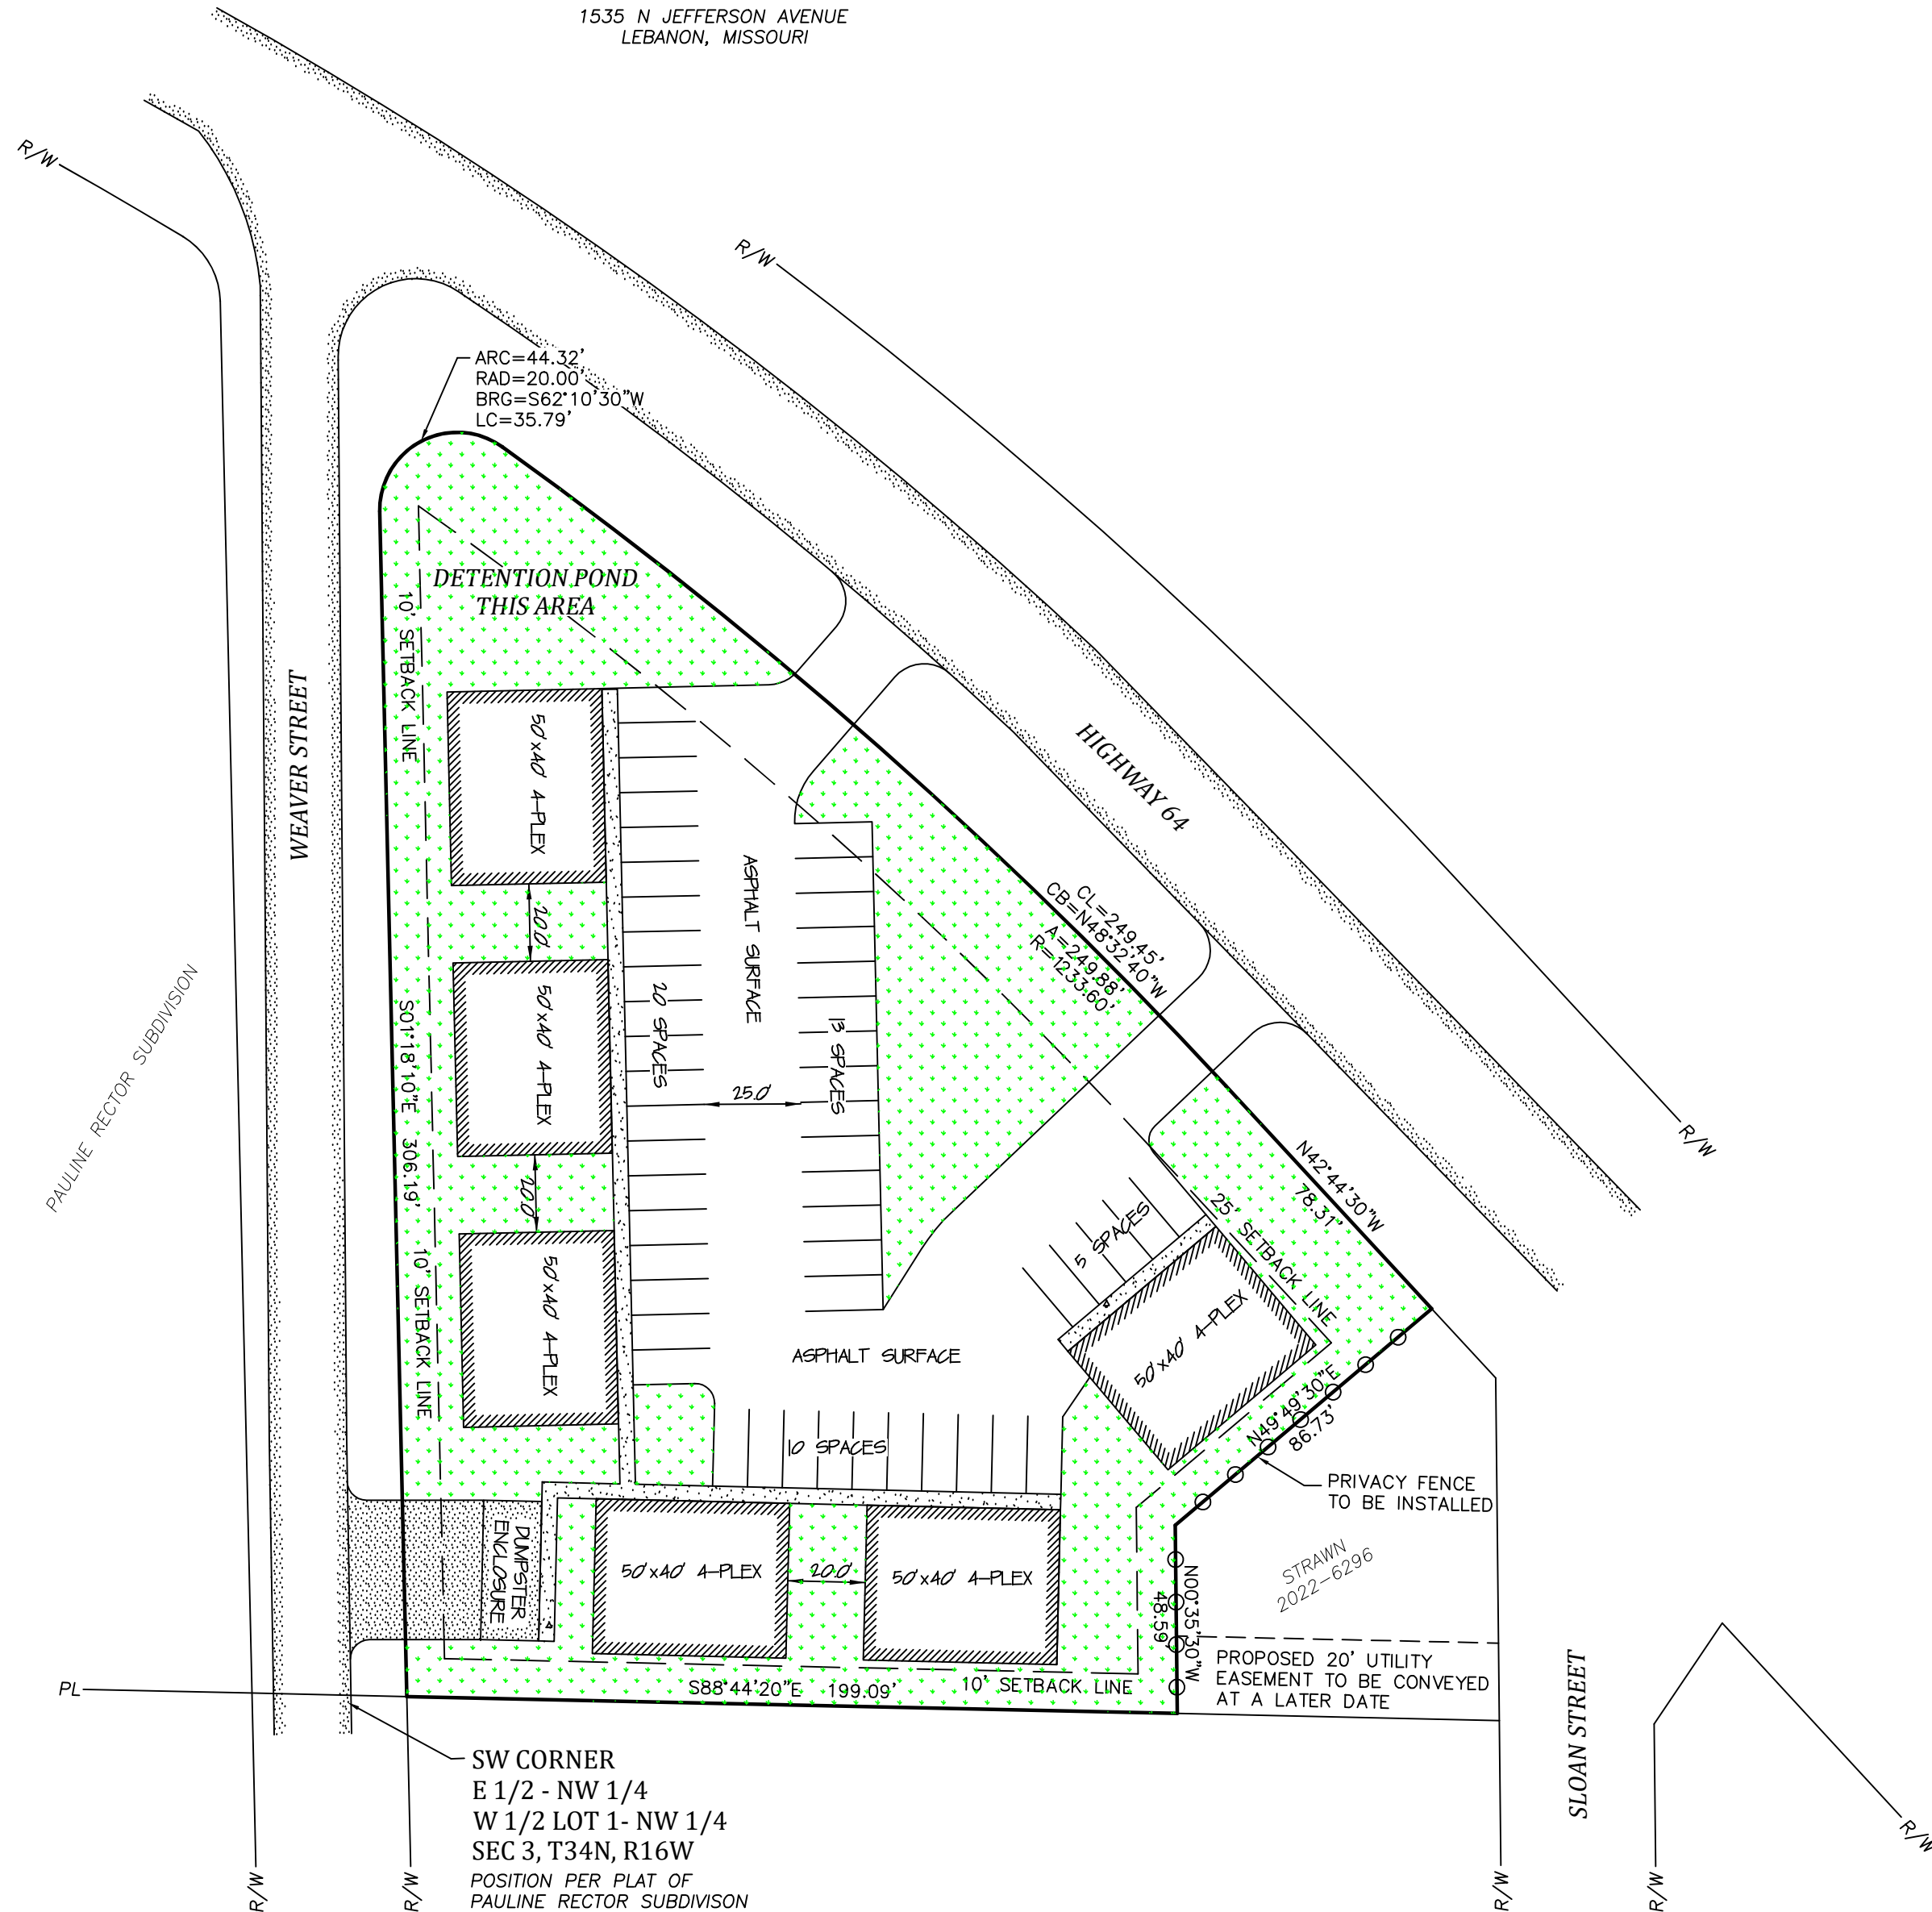 1535 N JEFFERSON AVENUE
LEBANON, MISSOURI
R/W
R/W
ARC=44.32'
RAD=20.00'
BRG=S62°10'30"W
LC=35.79'
DETENTION POND
THIS AREA
10' SETBACK LINE
WEAVER STREET
50'x40' 4-PLEX
20.0'
ASPHALT SURFACE
HIGHWAY 64
CL=249.45'
CB=N48°32'40"W
A=249.88'
R=1233.60'
PAULINE RECTOR SUBDIVISION
S01°18'10"E 306.19'
50'x40' 4-PLEX
20 SPACES
13 SPACES
25.0'
20.0'
R/W
N42°44'30"W
78.31'
5 SPACES
25' SETBACK LINE
10' SETBACK LINE
50'x40' 4-PLEX
ASPHALT SURFACE
50'x40' 4-PLEX
N49°49'30"E
86.73'
10 SPACES
PRIVACY FENCE
TO BE INSTALLED
DUMPSTER
ENCLOSURE
50'x40' 4-PLEX
20.0'
50'x40' 4-PLEX
STRAWN
2022-6296
N00°35'30"W
48.59'
PROPOSED 20' UTILITY
EASEMENT TO BE CONVEYED
AT A LATER DATE
PL
S88°44'20"E 199.09'
10' SETBACK LINE
SLOAN STREET
SW CORNER
E 1/2 - NW 1/4
W 1/2 LOT 1- NW 1/4
SEC 3, T34N, R16W
POSITION PER PLAT OF
PAULINE RECTOR SUBDIVISON
R/W
R/W
R/W
R/W
R/W